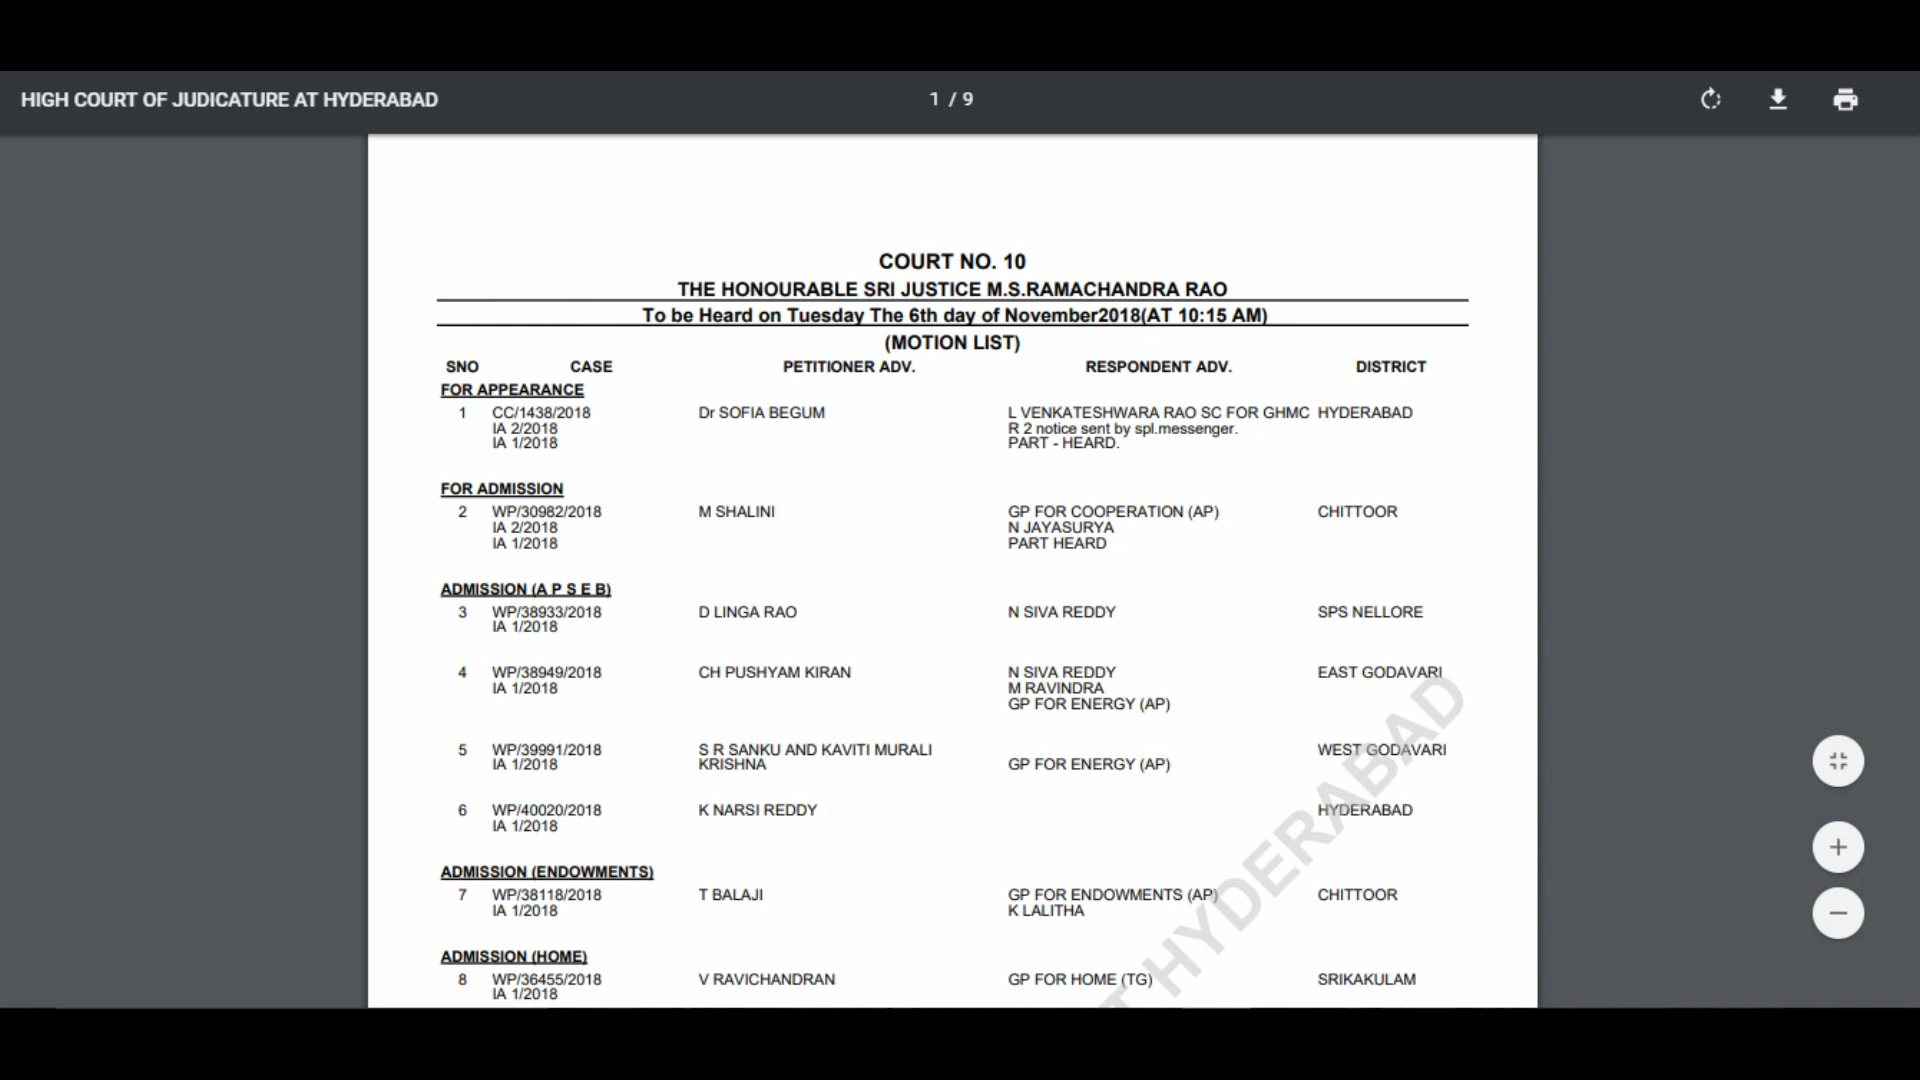 HIGH COURT OF JUDICATURE AT HYDERABAD 1 / 9
COURT NO. 10
THE HONOURABLE SRI JUSTICE M.S.RAMACHANDRA RAO
To be Heard on Tuesday The 6th day of November2018(AT 10:15 AM)
(MOTION LIST)
SNO CASE PETITIONER ADV. RESPONDENT ADV. DISTRICT
FOR APPEARANCE
1 CC/1438/2018 Dr SOFIA BEGUM L VENKATESHWARA RAO SC FOR GHMC HYDERABAD
IA 2/2018 R 2 notice sent by spl.messenger.
IA 1/2018 PART - HEARD.
FOR ADMISSION
2 WP/30982/2018 M SHALINI GP FOR COOPERATION (AP) CHITTOOR
IA 2/2018 N JAYASURYA
IA 1/2018 PART HEARD
ADMISSION (A P S E B)
3 WP/38933/2018 D LINGA RAO N SIVA REDDY SPS NELLORE
IA 1/2018
4 WP/38949/2018 CH PUSHYAM KIRAN N SIVA REDDY EAST GODAVARI
IA 1/2018 M RAVINDRA
GP FOR ENERGY (AP)
5 WP/39991/2018 S R SANKU AND KAVITI MURALI WEST GODAVARI
IA 1/2018 KRISHNA GP FOR ENERGY (AP)
6 WP/40020/2018 K NARSI REDDY HYDERABAD
IA 1/2018
ADMISSION (ENDOWMENTS)
7 WP/38118/2018 T BALAJI GP FOR ENDOWMENTS (AP) CHITTOOR
IA 1/2018 K LALITHA
ADMISSION (HOME)
8 WP/36455/2018 V RAVICHANDRAN GP FOR HOME (TG) SRIKAKULAM
IA 1/2018
T HYDERABAD